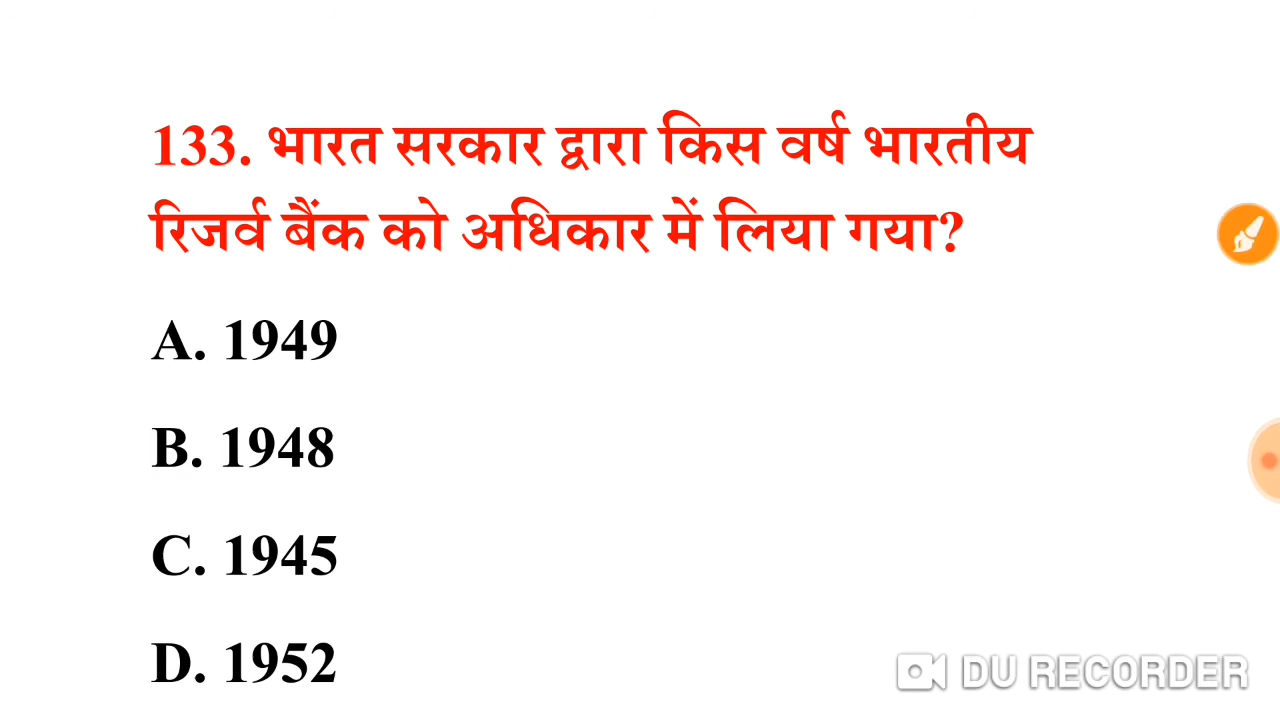 133. भारत सरकार द्वारा किस वर्ष भारतीय
रिजर्व बैंक को अधिकार में लिया गया?
A. 1949
B. 1948
C. 1945
D. 1952
DU RECORDER